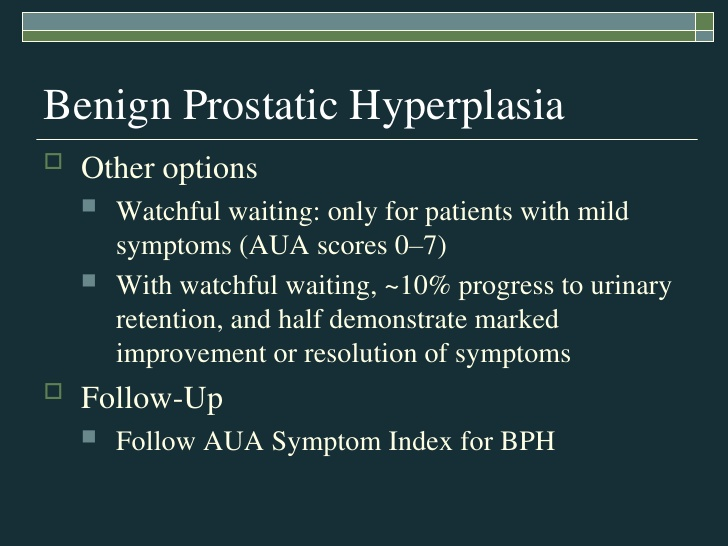 Benign Prostatic Hyperplasia
Other options
Watchful waiting: only for patients with mild
symptoms (AUA scores 0–7)
With watchful waiting, ~10% progress to urinary
retention, and half demonstrate marked
improvement or resolution of symptoms
Follow-Up
Follow AUA Symptom Index for BPH